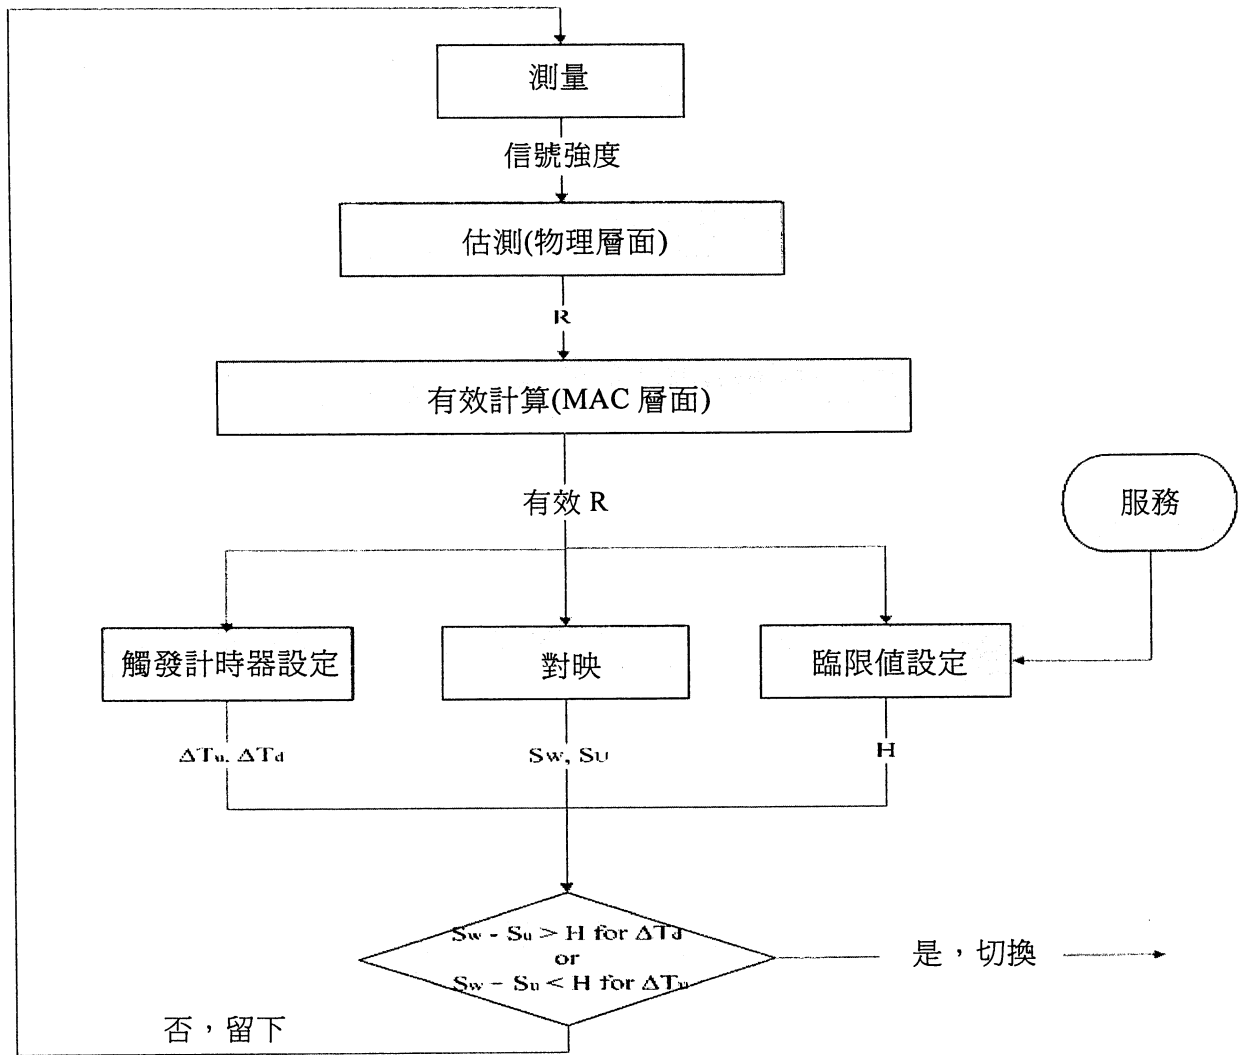 測量
信號強度
估測(物理層面)
R
有效計算(MAC 層面)
有效 R
服務
觸發計時器設定
對映
臨限值設定
ΔTu, ΔTd
Sw, SU
H
Sw - Su > H for ΔTd
or
Sw - Su < H for ΔTu
是，切換
否，留下